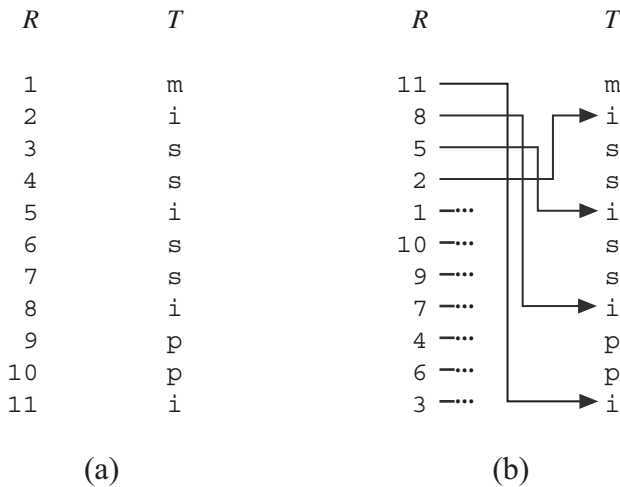 R T R T
1 m 11 m
2 i 8 i
3 s 5 s
4 s 2 s
5 i 1 i
6 s 10 s
7 s 9 s
8 i 7 i
9 p 4 p
10 p 6 p
11 i 3 i
(a) (b)